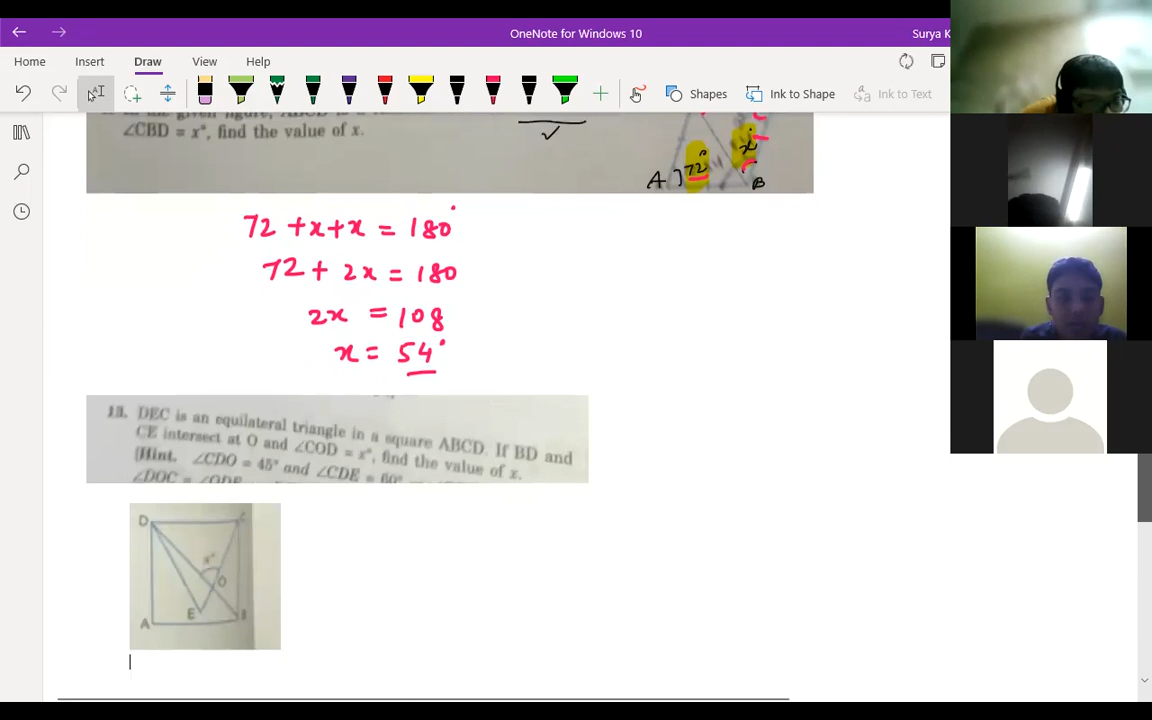 OneNote for Windows 10
Surya K
Home Insert Draw View Help
Shapes
Ink to Shape
Ink to Text
∠CBD = x°, find the value of x.
✓
A 72° x B
72 + x + x = 180°
72 + 2x = 180
2x = 108
x = 54°
13. DEC is an equilateral triangle in a square ABCD. If BD and
CE intersect at O and ∠COD = x°, find the value of x.
[Hint. ∠CDO = 45° and ∠CDE = 60°
D C
x°
O
E B
A